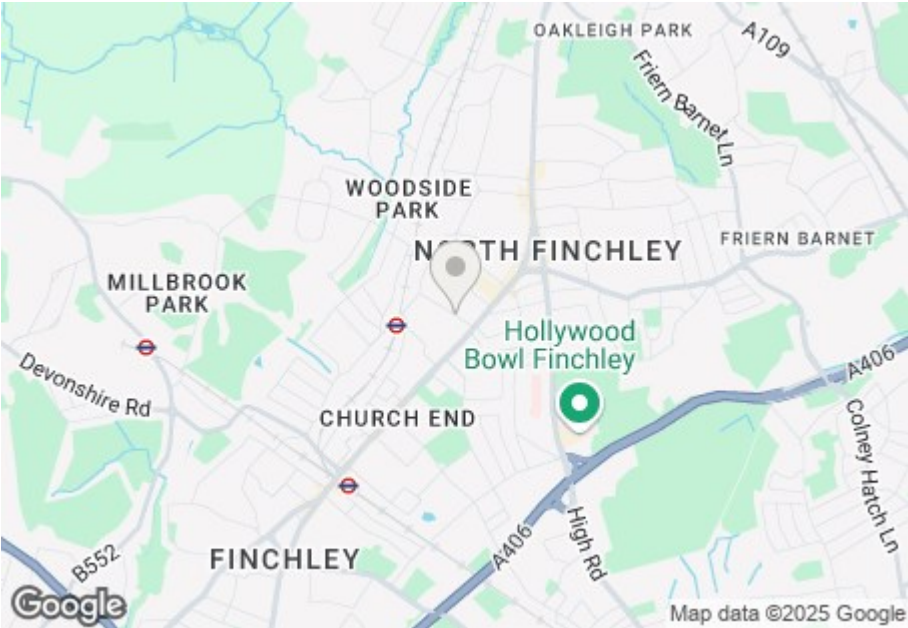 OAKLEIGH PARK
A109
Friern Barnet Ln
WOODSIDE
PARK
NORTH FINCHLEY
FRIERN BARNET
MILLBROOK
PARK
Hollywood
Bowl Finchley
A406
Devonshire Rd
CHURCH END
Colney Hatch Ln
A406
High Rd
B552
FINCHLEY
Google
Map data ©2025 Google